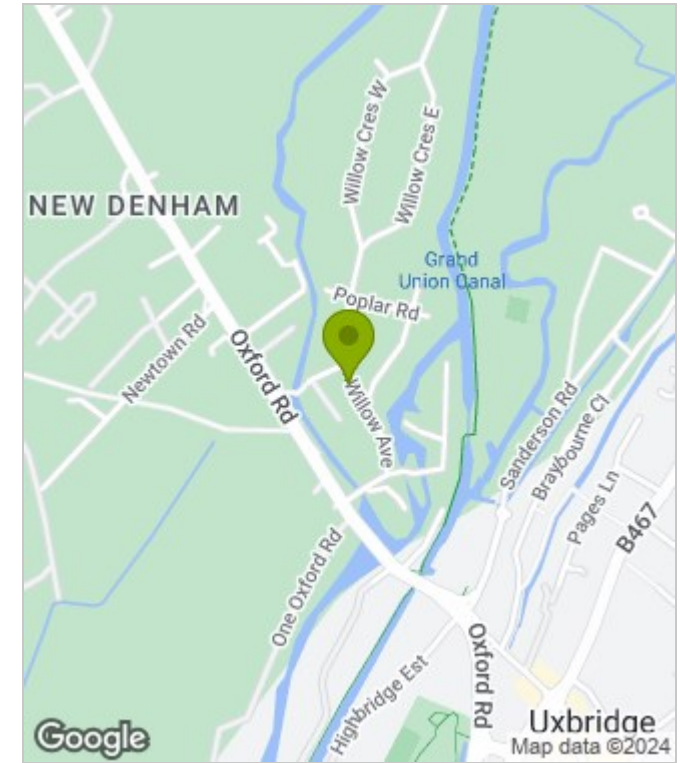 Willow Cres W
Willow Cres E
NEW DENHAM
Grand
Union Canal
Poplar Rd
Newtown Rd
Oxford Rd
Willow Ave
Sanderson Rd
Braybourne Cl
Pages Ln
B467
One Oxford Rd
Highbridge Est
Oxford Rd
Uxbridge
Google
Map data ©2024